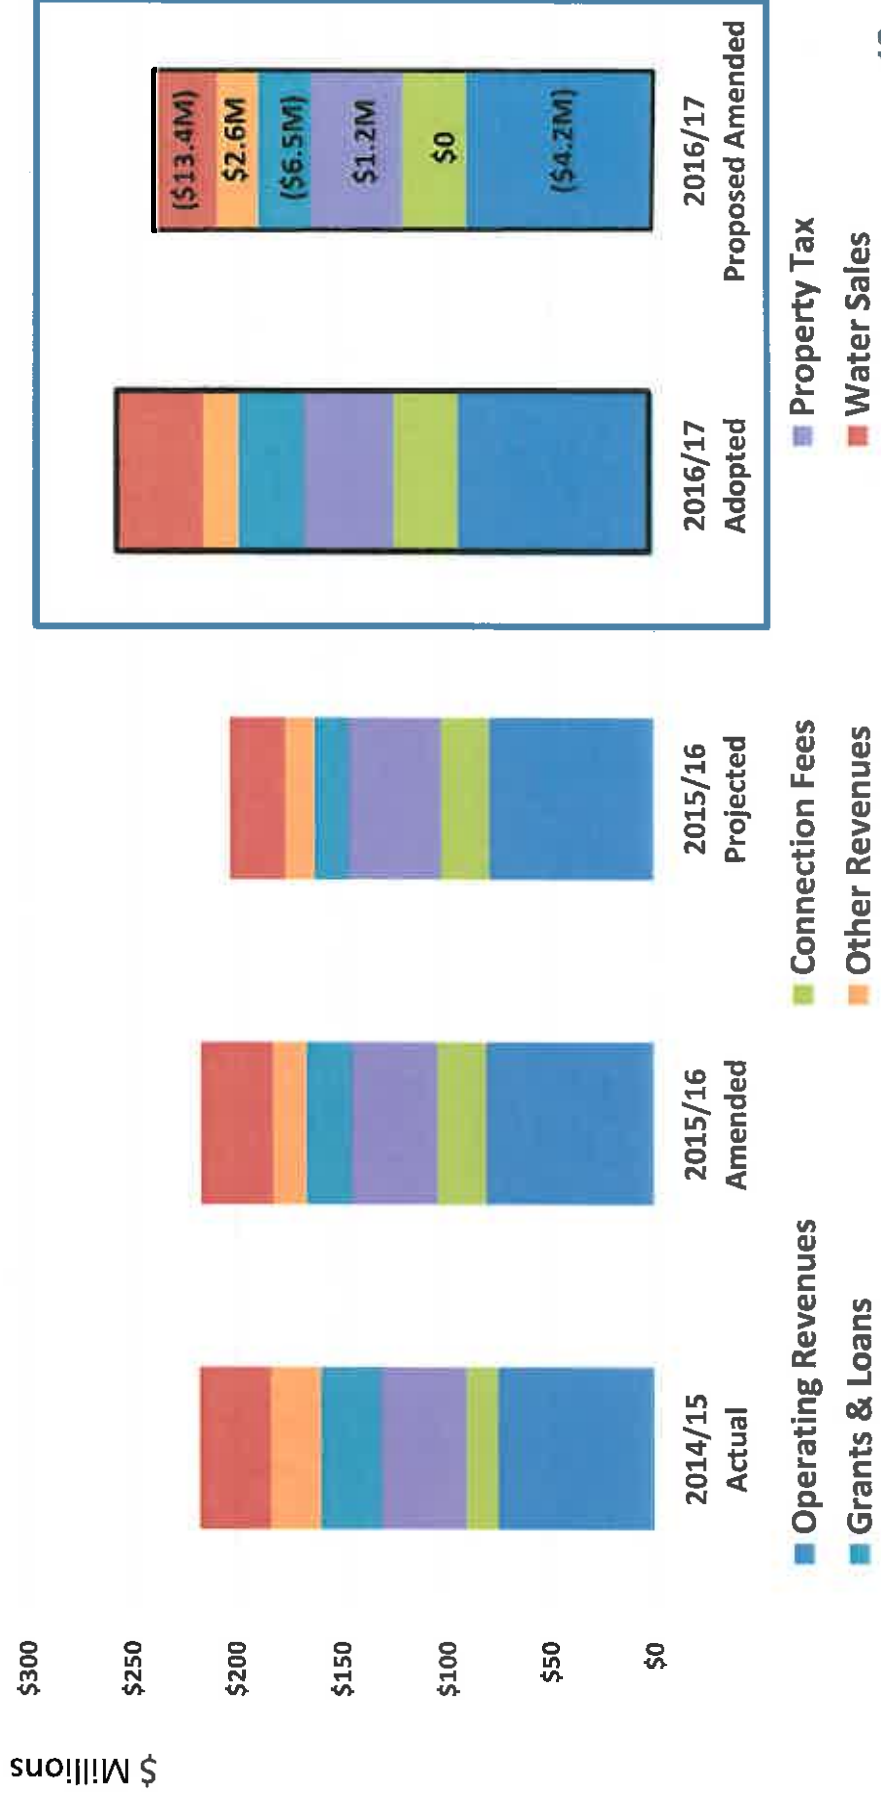 $ Millions
$300
$250
$200
$150
$100
$50
$0
($13.4M)
$2.6M
($6.5M)
$1.2M
$0
($4.2M)
2014/15
Actual
2015/16
Amended
2015/16
Projected
2016/17
Adopted
2016/17
Proposed Amended
Operating Revenues
Connection Fees
Property Tax
Grants & Loans
Other Revenues
Water Sales